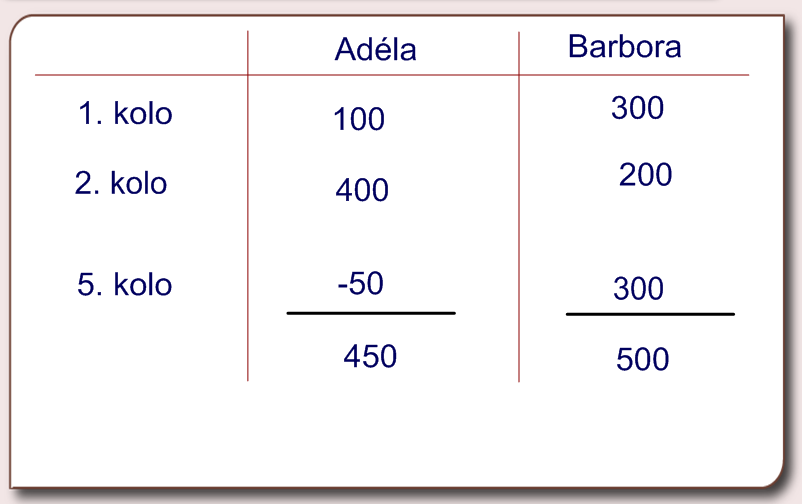 Adéla Barbora
1. kolo 100 300
2. kolo 400 200
5. kolo -50 300
450 500